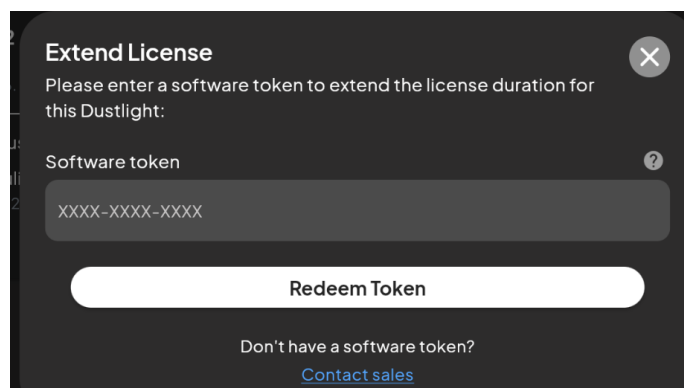 Extend License
Please enter a software token to extend the license duration for
this Dustlight:
Software token
XXXX-XXXX-XXXX
Redeem Token
Don't have a software token?
Contact sales